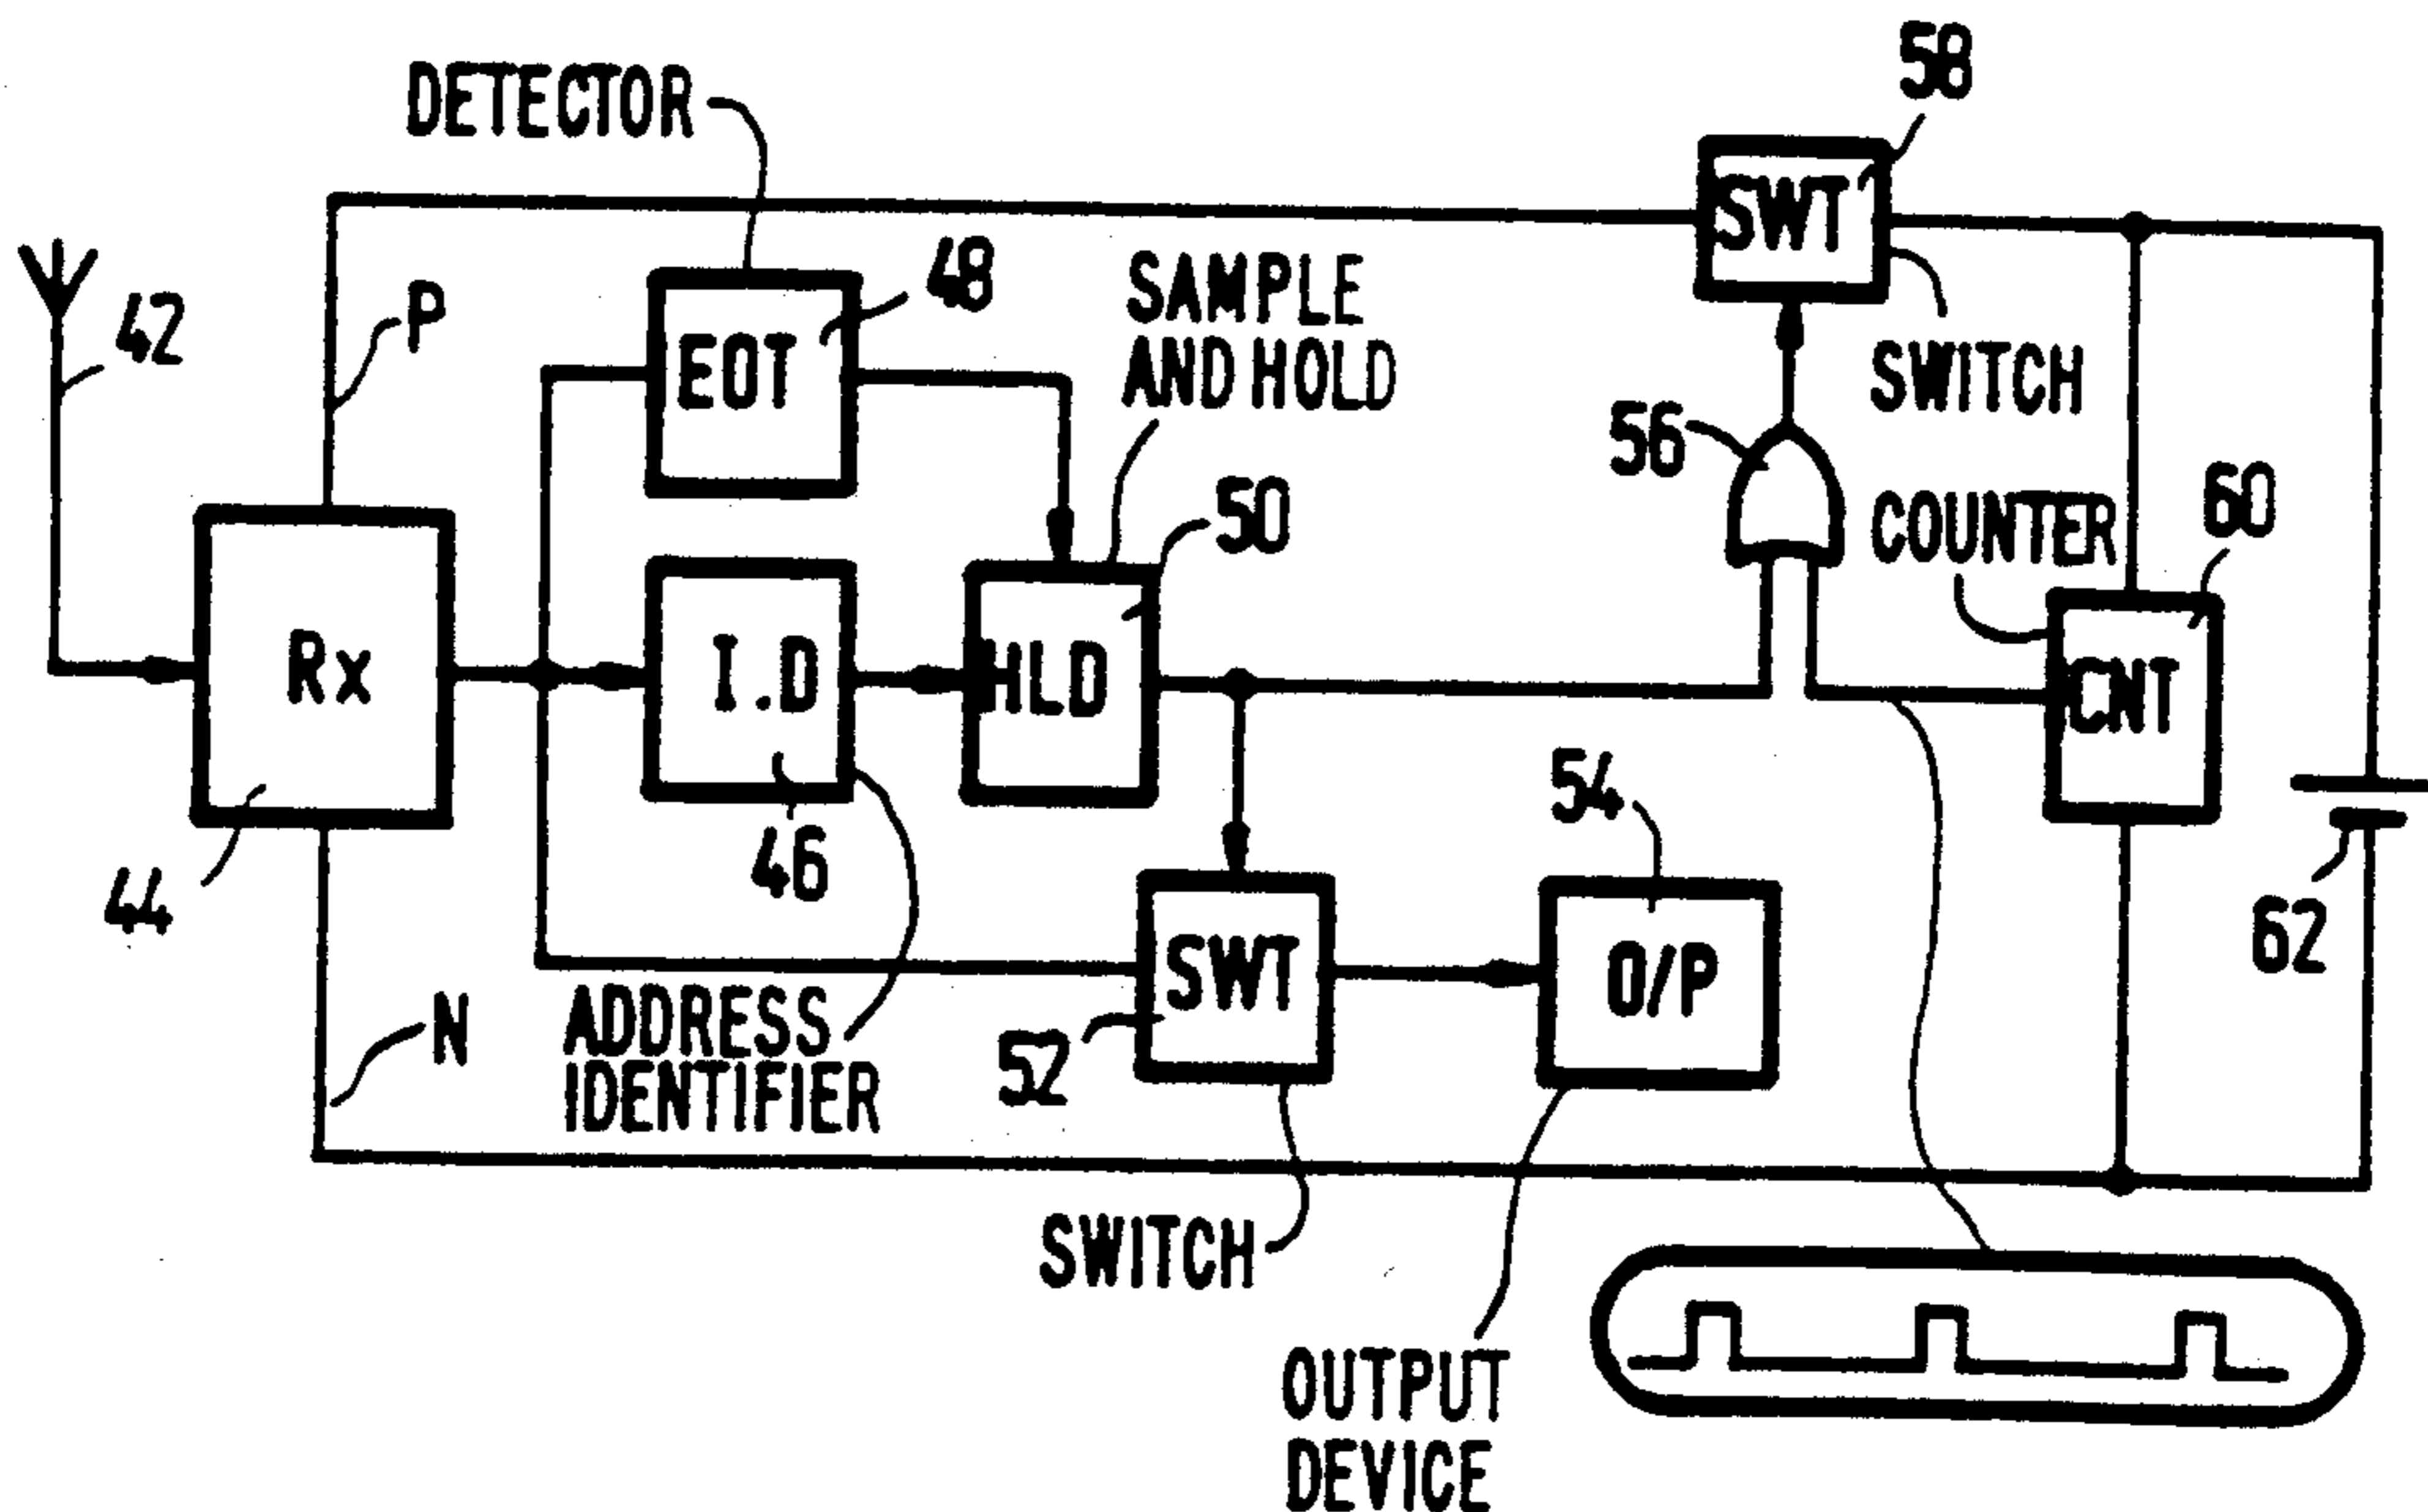 58
DETECTOR
SWT
48
SAMPLE
AND HOLD
P
42
EOT
SWITCH
56
50
COUNTER
60
Rx
I.D
HLD
CNT
54
46
44
62
SWT
O/P
N
ADDRESS
IDENTIFIER
52
SWITCH
OUTPUT
DEVICE